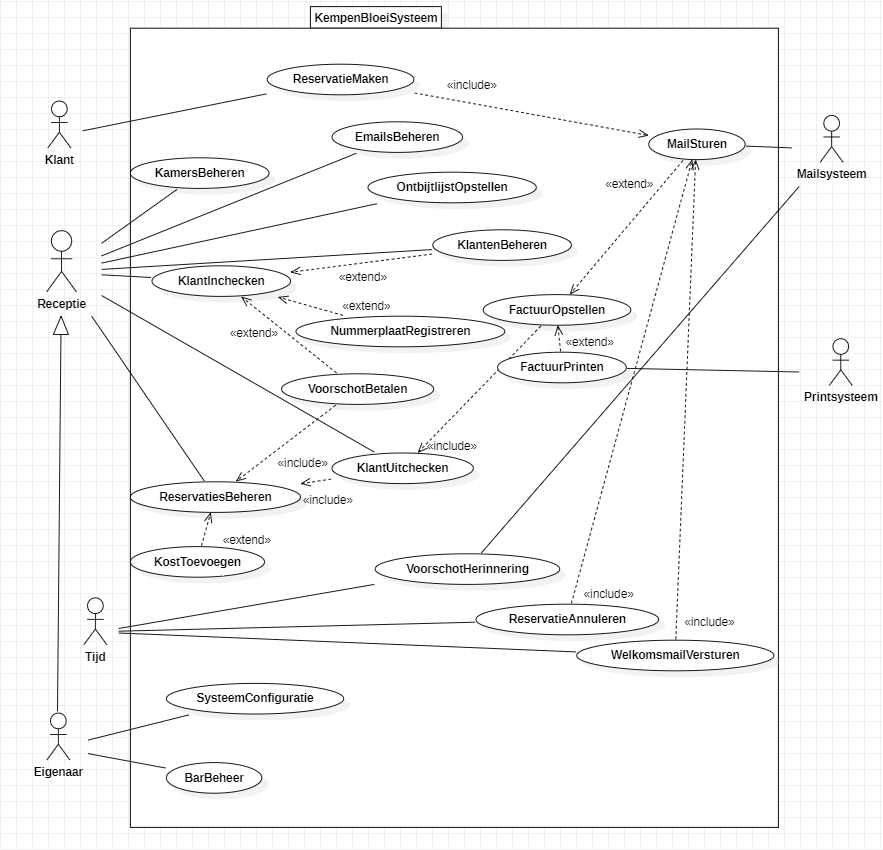 KempenBloeiSysteem
ReservatieMaken
«include»
EmailsBeheren
MailSturen
Klant
KamersBeheren
Mailsysteem
OntbijtlijstOpstellen
«extend»
KlantenBeheren
KlantInchecken
«extend»
Receptie
«extend»
FactuurOpstellen
«extend»
NummerplaatRegistreren
«extend»
FactuurPrinten
VoorschotBetalen
Printsysteem
«include»
«include»
KlantUitchecken
ReservatiesBeheren
«include»
«extend»
KostToevoegen
VoorschotHerinnering
«include»
ReservatieAnnuleren
«include»
Tijd
WelkomsmailVersturen
SysteemConfiguratie
Eigenaar
BarBeheer